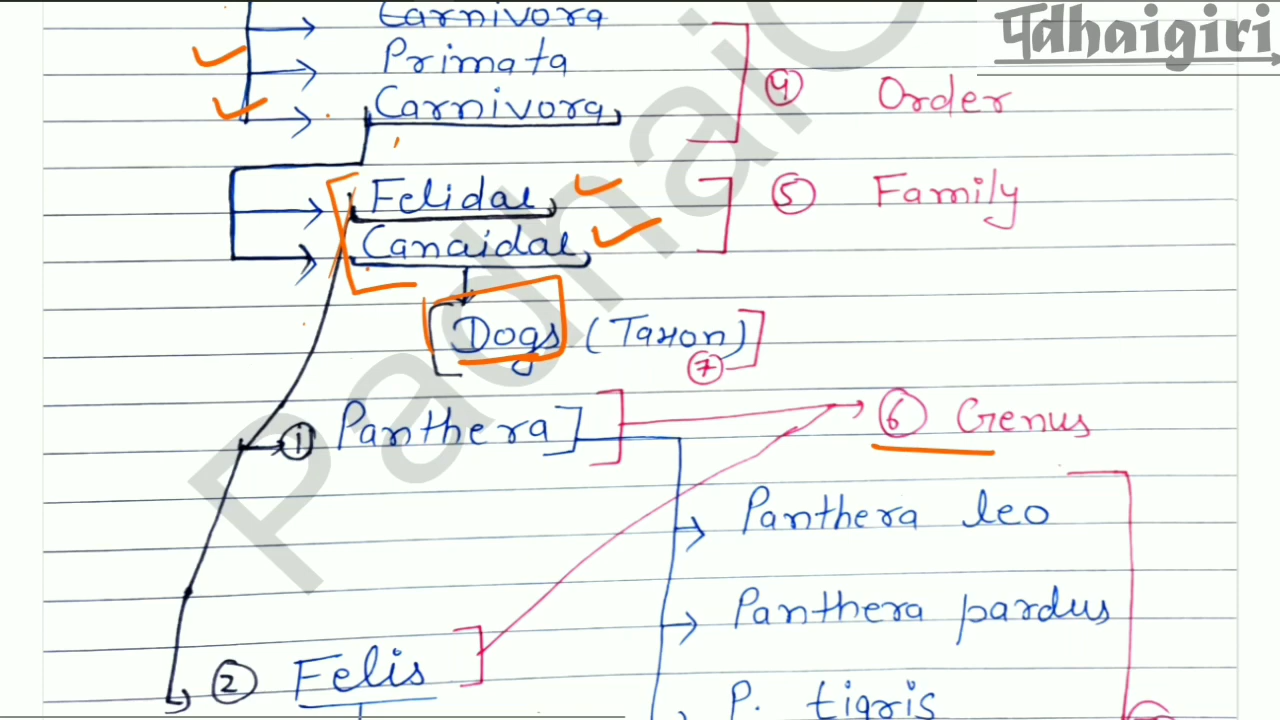 पdhaigiri
Carnivora
Primata
Carnivora
④ Order
Felidae
⑤ Family
Canaidae
[Dogs (Taxon)]
⑦
① Panthera]
⑥ Genus
Panthera leo
Panthera pardus
② Felis
P. tigris